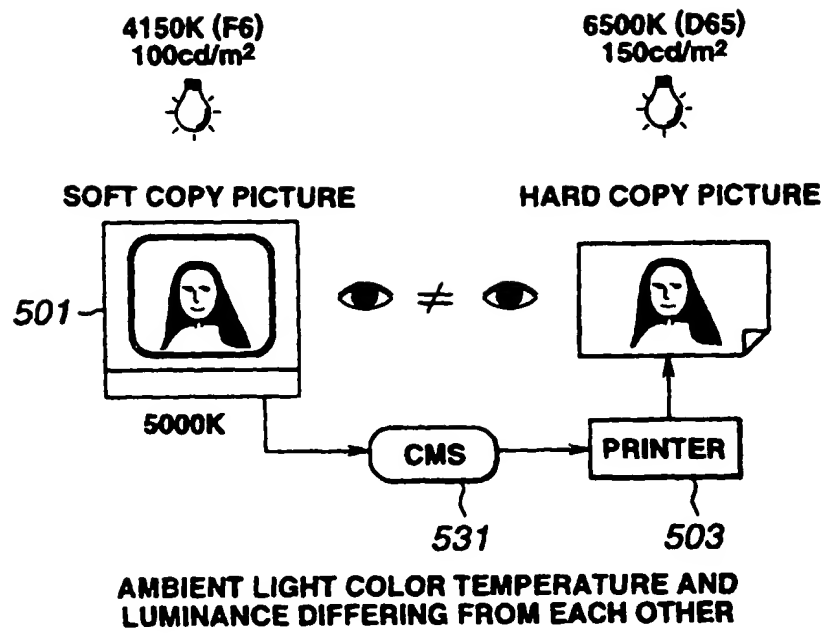 4150K (F6)
100cd/m²
6500K (D65)
150cd/m²
SOFT COPY PICTURE
HARD COPY PICTURE
501
≠
5000K
CMS
PRINTER
531
503
AMBIENT LIGHT COLOR TEMPERATURE AND
LUMINANCE DIFFERING FROM EACH OTHER